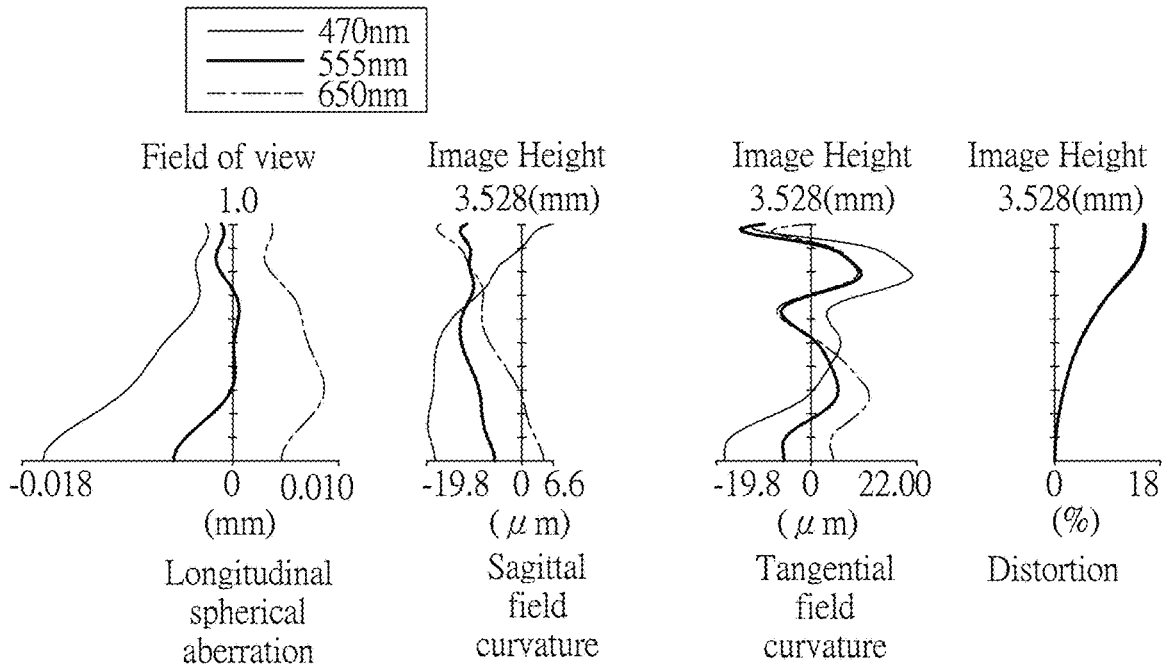 470nm
555nm
650nm
Field of view
1.0
-0.018 0 0.010
(mm)
Longitudinal
spherical
aberration
Image Height
3.528(mm)
-19.8 0 6.6
(μm)
Sagittal
field
curvature
Image Height
3.528(mm)
-19.8 0 22.00
(μm)
Tangential
field
curvature
Image Height
3.528(mm)
0 18
(%)
Distortion